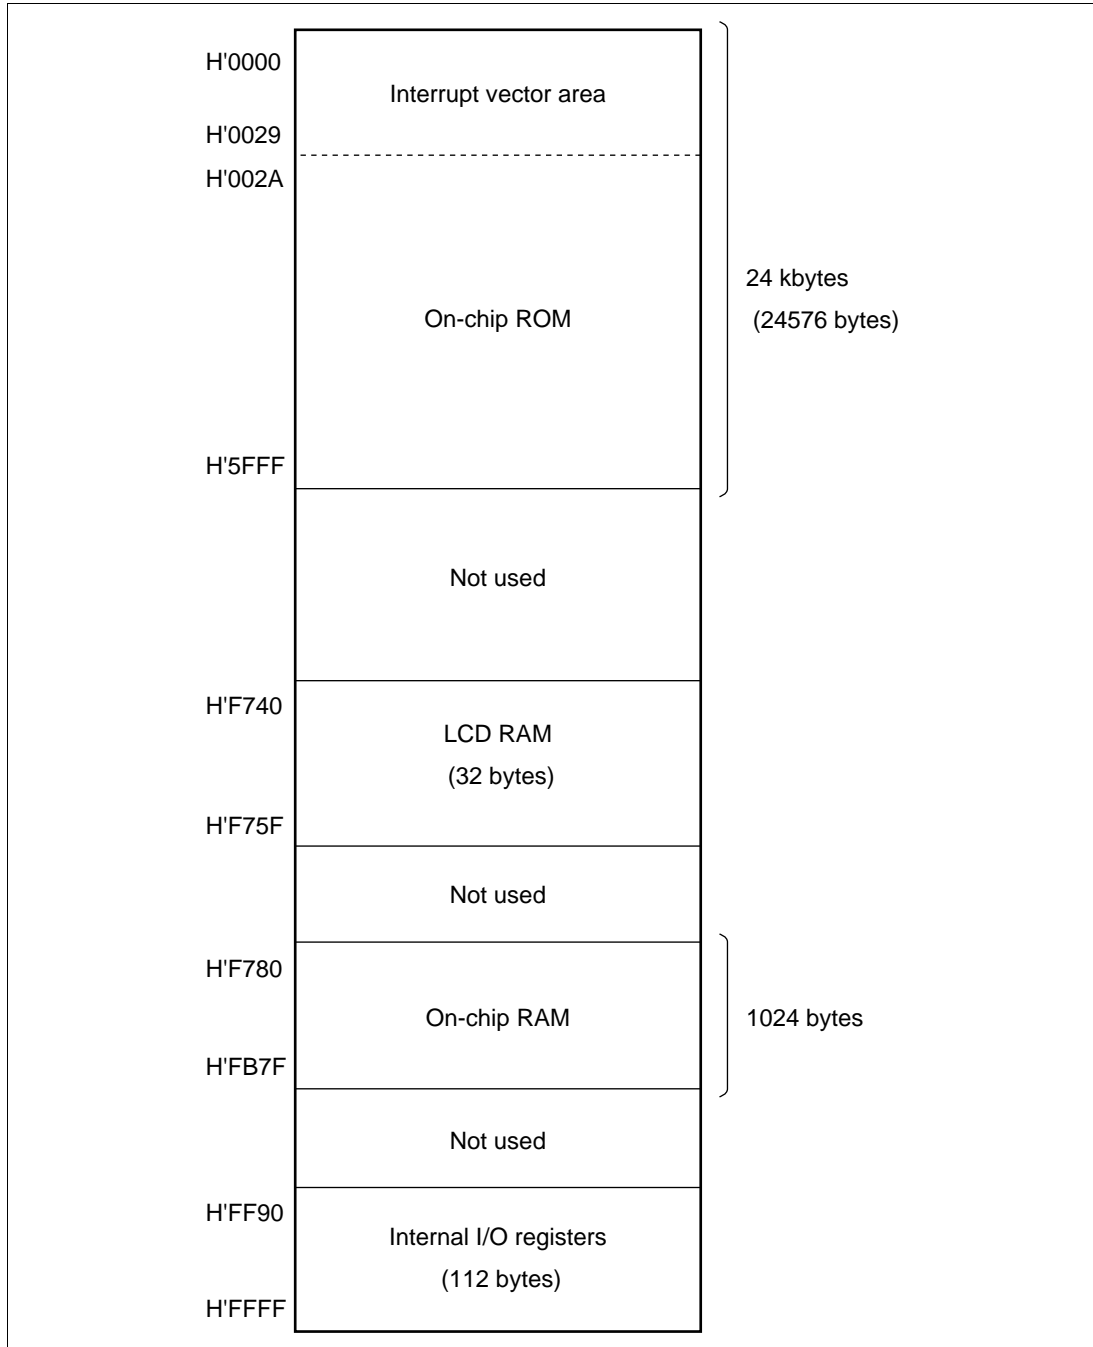 H'0000
Interrupt vector area
H'0029
H'002A
24 kbytes
(24576 bytes)
On-chip ROM
H'5FFF
Not used
H'F740
LCD RAM
(32 bytes)
H'F75F
Not used
H'F780
On-chip RAM
1024 bytes
H'FB7F
Not used
H'FF90
Internal I/O registers
(112 bytes)
H'FFFF